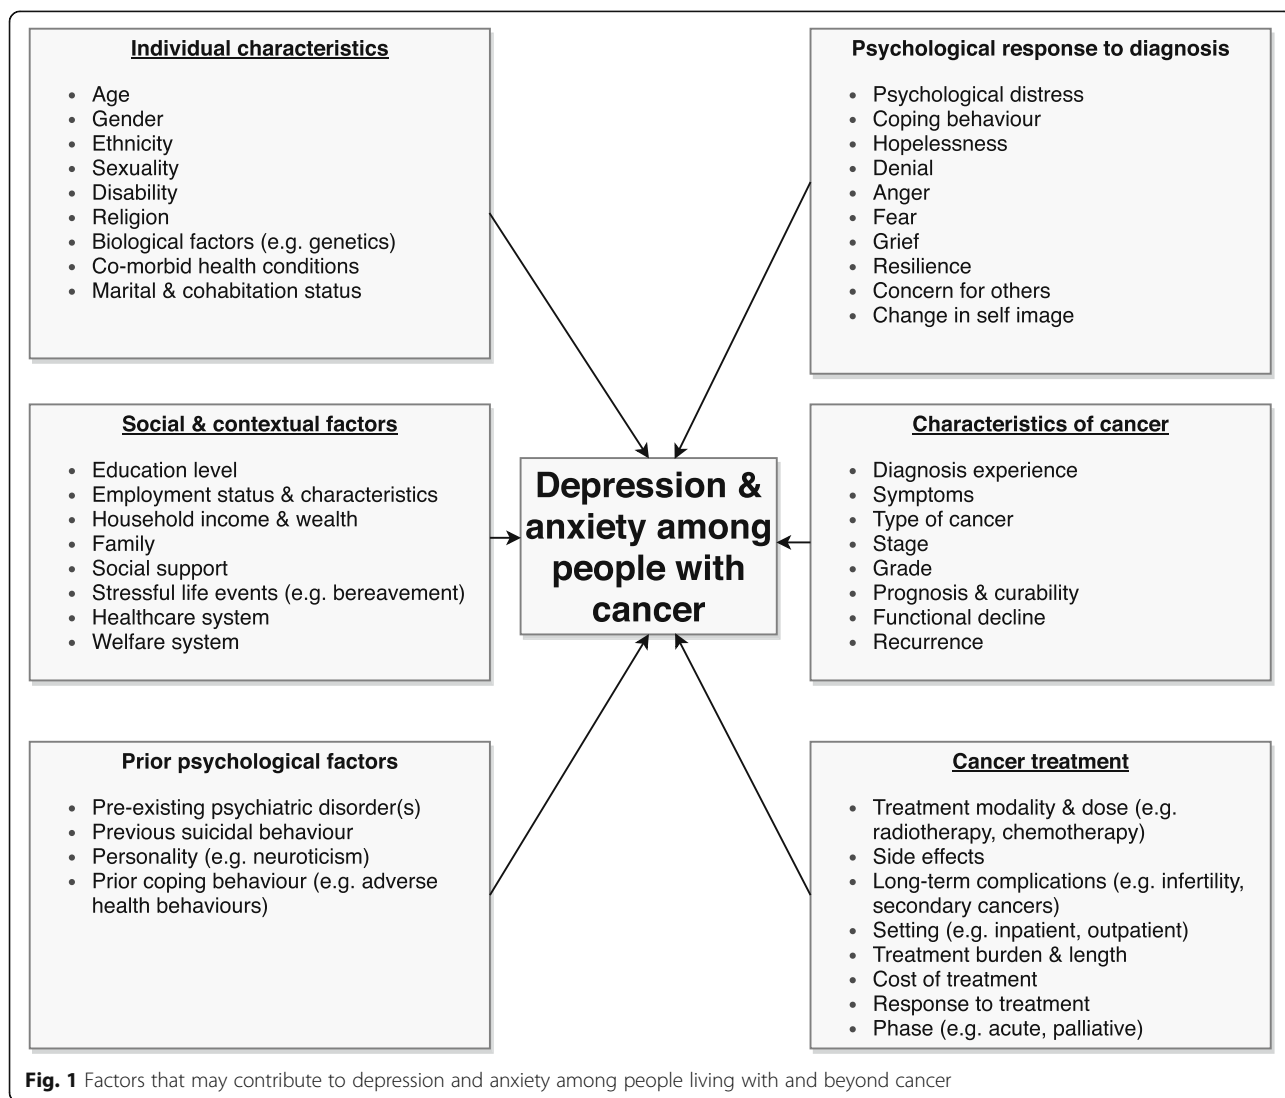 Individual characteristics
• Age
• Gender
• Ethnicity
• Sexuality
• Disability
• Religion
• Biological factors (e.g. genetics)
• Co-morbid health conditions
• Marital & cohabitation status
Psychological response to diagnosis
• Psychological distress
• Coping behaviour
• Hopelessness
• Denial
• Anger
• Fear
• Grief
• Resilience
• Concern for others
• Change in self image
Social & contextual factors
• Education level
• Employment status & characteristics
• Household income & wealth
• Family
• Social support
• Stressful life events (e.g. bereavement)
• Healthcare system
• Welfare system
Depression &
anxiety among
people with
cancer
Characteristics of cancer
• Diagnosis experience
• Symptoms
• Type of cancer
• Stage
• Grade
• Prognosis & curability
• Functional decline
• Recurrence
Prior psychological factors
• Pre-existing psychiatric disorder(s)
• Previous suicidal behaviour
• Personality (e.g. neuroticism)
• Prior coping behaviour (e.g. adverse
health behaviours)
Cancer treatment
• Treatment modality & dose (e.g.
radiotherapy, chemotherapy)
• Side effects
• Long-term complications (e.g. infertility,
secondary cancers)
• Setting (e.g. inpatient, outpatient)
• Treatment burden & length
• Cost of treatment
• Response to treatment
• Phase (e.g. acute, palliative)
Fig. 1 Factors that may contribute to depression and anxiety among people living with and beyond cancer